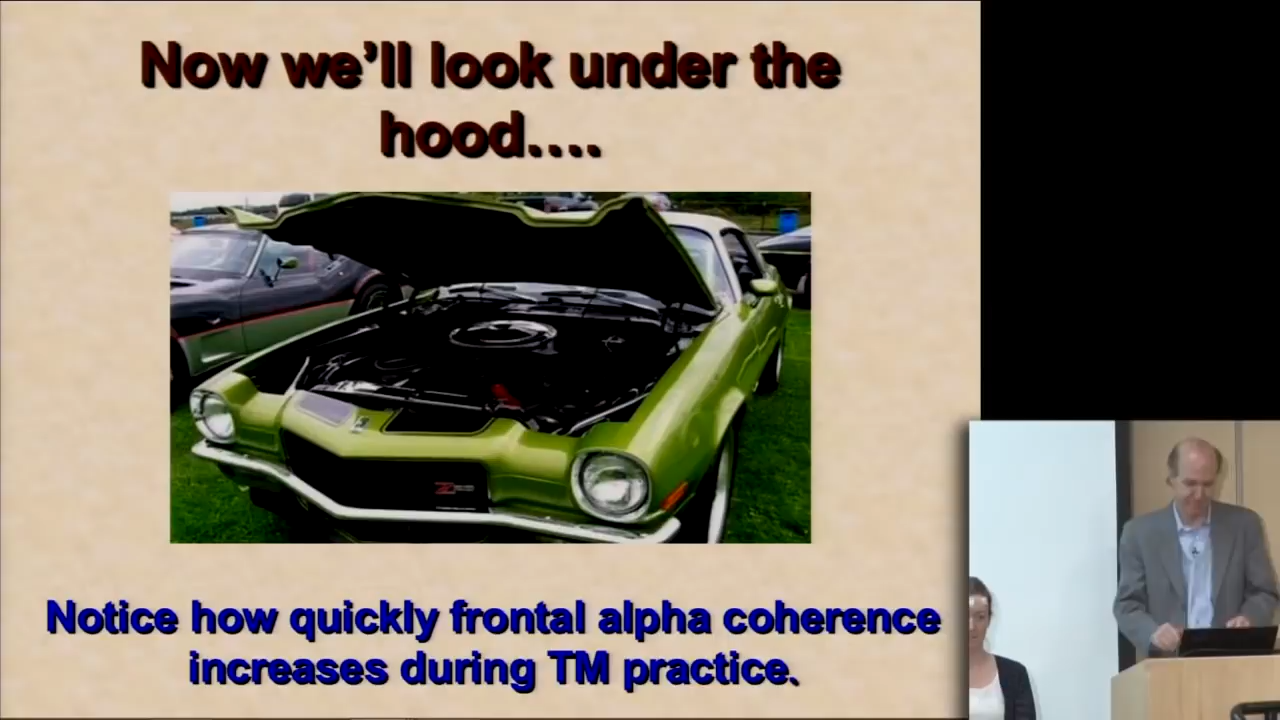 Now we'll look under the
hood....
Notice how quickly frontal alpha coherence
increases during TM practice.